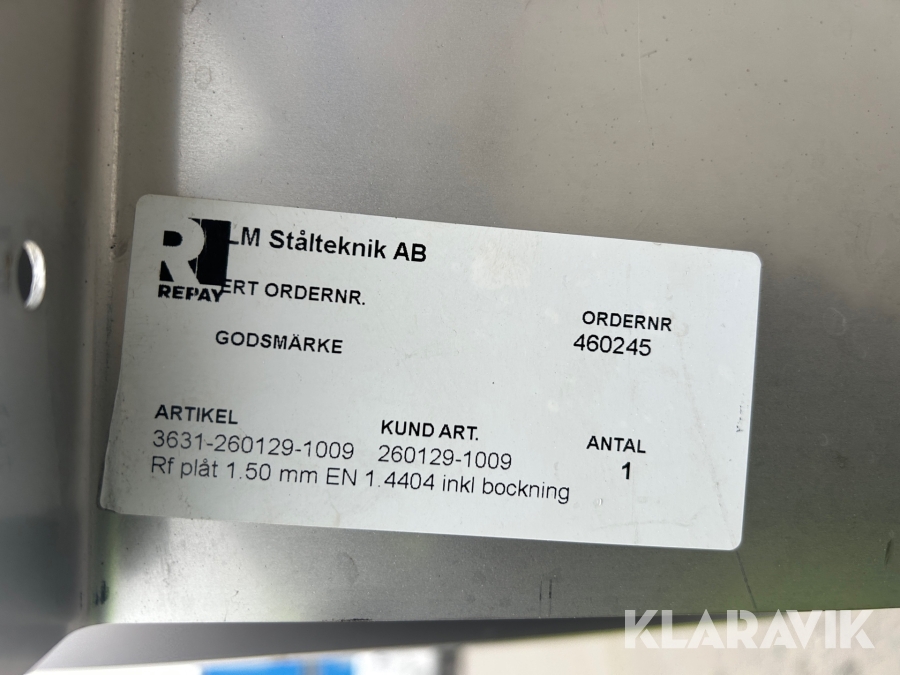 LM Stålteknik AB
REPAY
ERT ORDERNR.
ORDERNR
460245
GODSMÄRKE
ARTIKEL
KUND ART.
ANTAL
3631-260129-1009
260129-1009
1
Rf plåt 1.50 mm EN 1.4404 inkl bockning
KLARAVIK